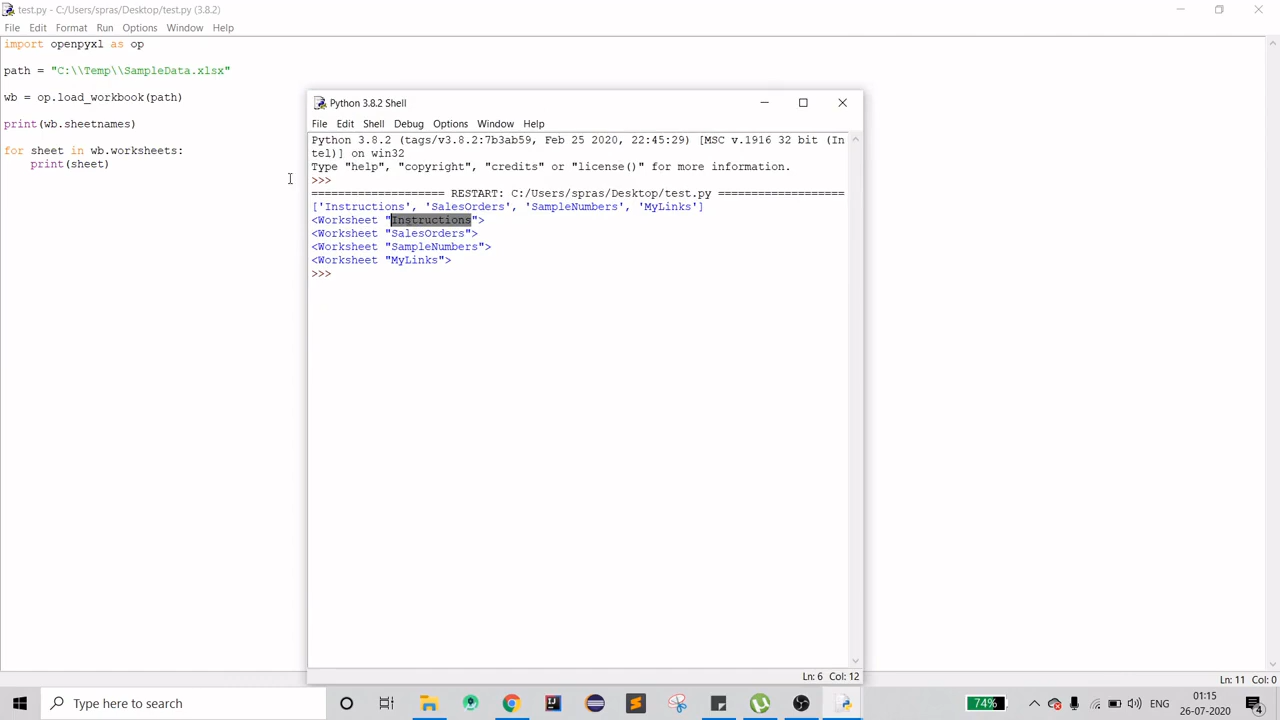 test.py - C:/Users/spras/Desktop/test.py (3.8.2)
File Edit Format Run Options Window Help
import openpyxl as op
path = "C:\\Temp\\SampleData.xlsx"
wb = op.load_workbook(path)
print(wb.sheetnames)
for sheet in wb.worksheets:
    print(sheet)
Python 3.8.2 Shell
File Edit Shell Debug Options Window Help
Python 3.8.2 (tags/v3.8.2:7b3ab59, Feb 25 2020, 22:45:29) [MSC v.1916 32 bit (In
tel)] on win32
Type "help", "copyright", "credits" or "license()" for more information.
>>>
==================== RESTART: C:/Users/spras/Desktop/test.py ===================
['Instructions', 'SalesOrders', 'SampleNumbers', 'MyLinks']
<Worksheet "Instructions">
<Worksheet "SalesOrders">
<Worksheet "SampleNumbers">
<Worksheet "MyLinks">
>>>
Ln: 6 Col: 12
Ln: 11 Col: 0
Type here to search
74%
ENG
01:15
26-07-2020
4